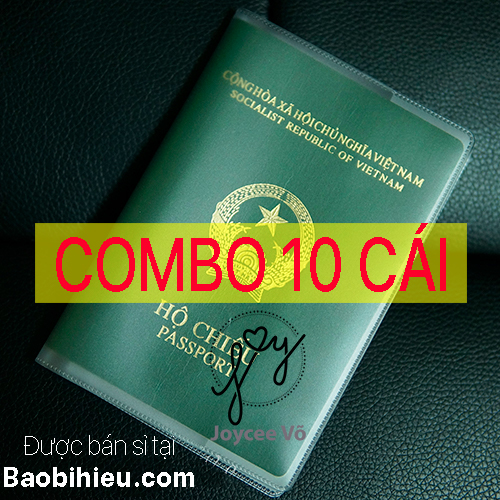 CỘNG HÒA XÃ HỘI CHỦ NGHĨA VIỆT NAM
SOCIALIST REPUBLIC OF VIETNAM
COMBO 10 CÁI
HỘ CHIẾU
PASSPORT
Joy
Joycee Võ
Được bán sỉ tại
Baobihieu.com